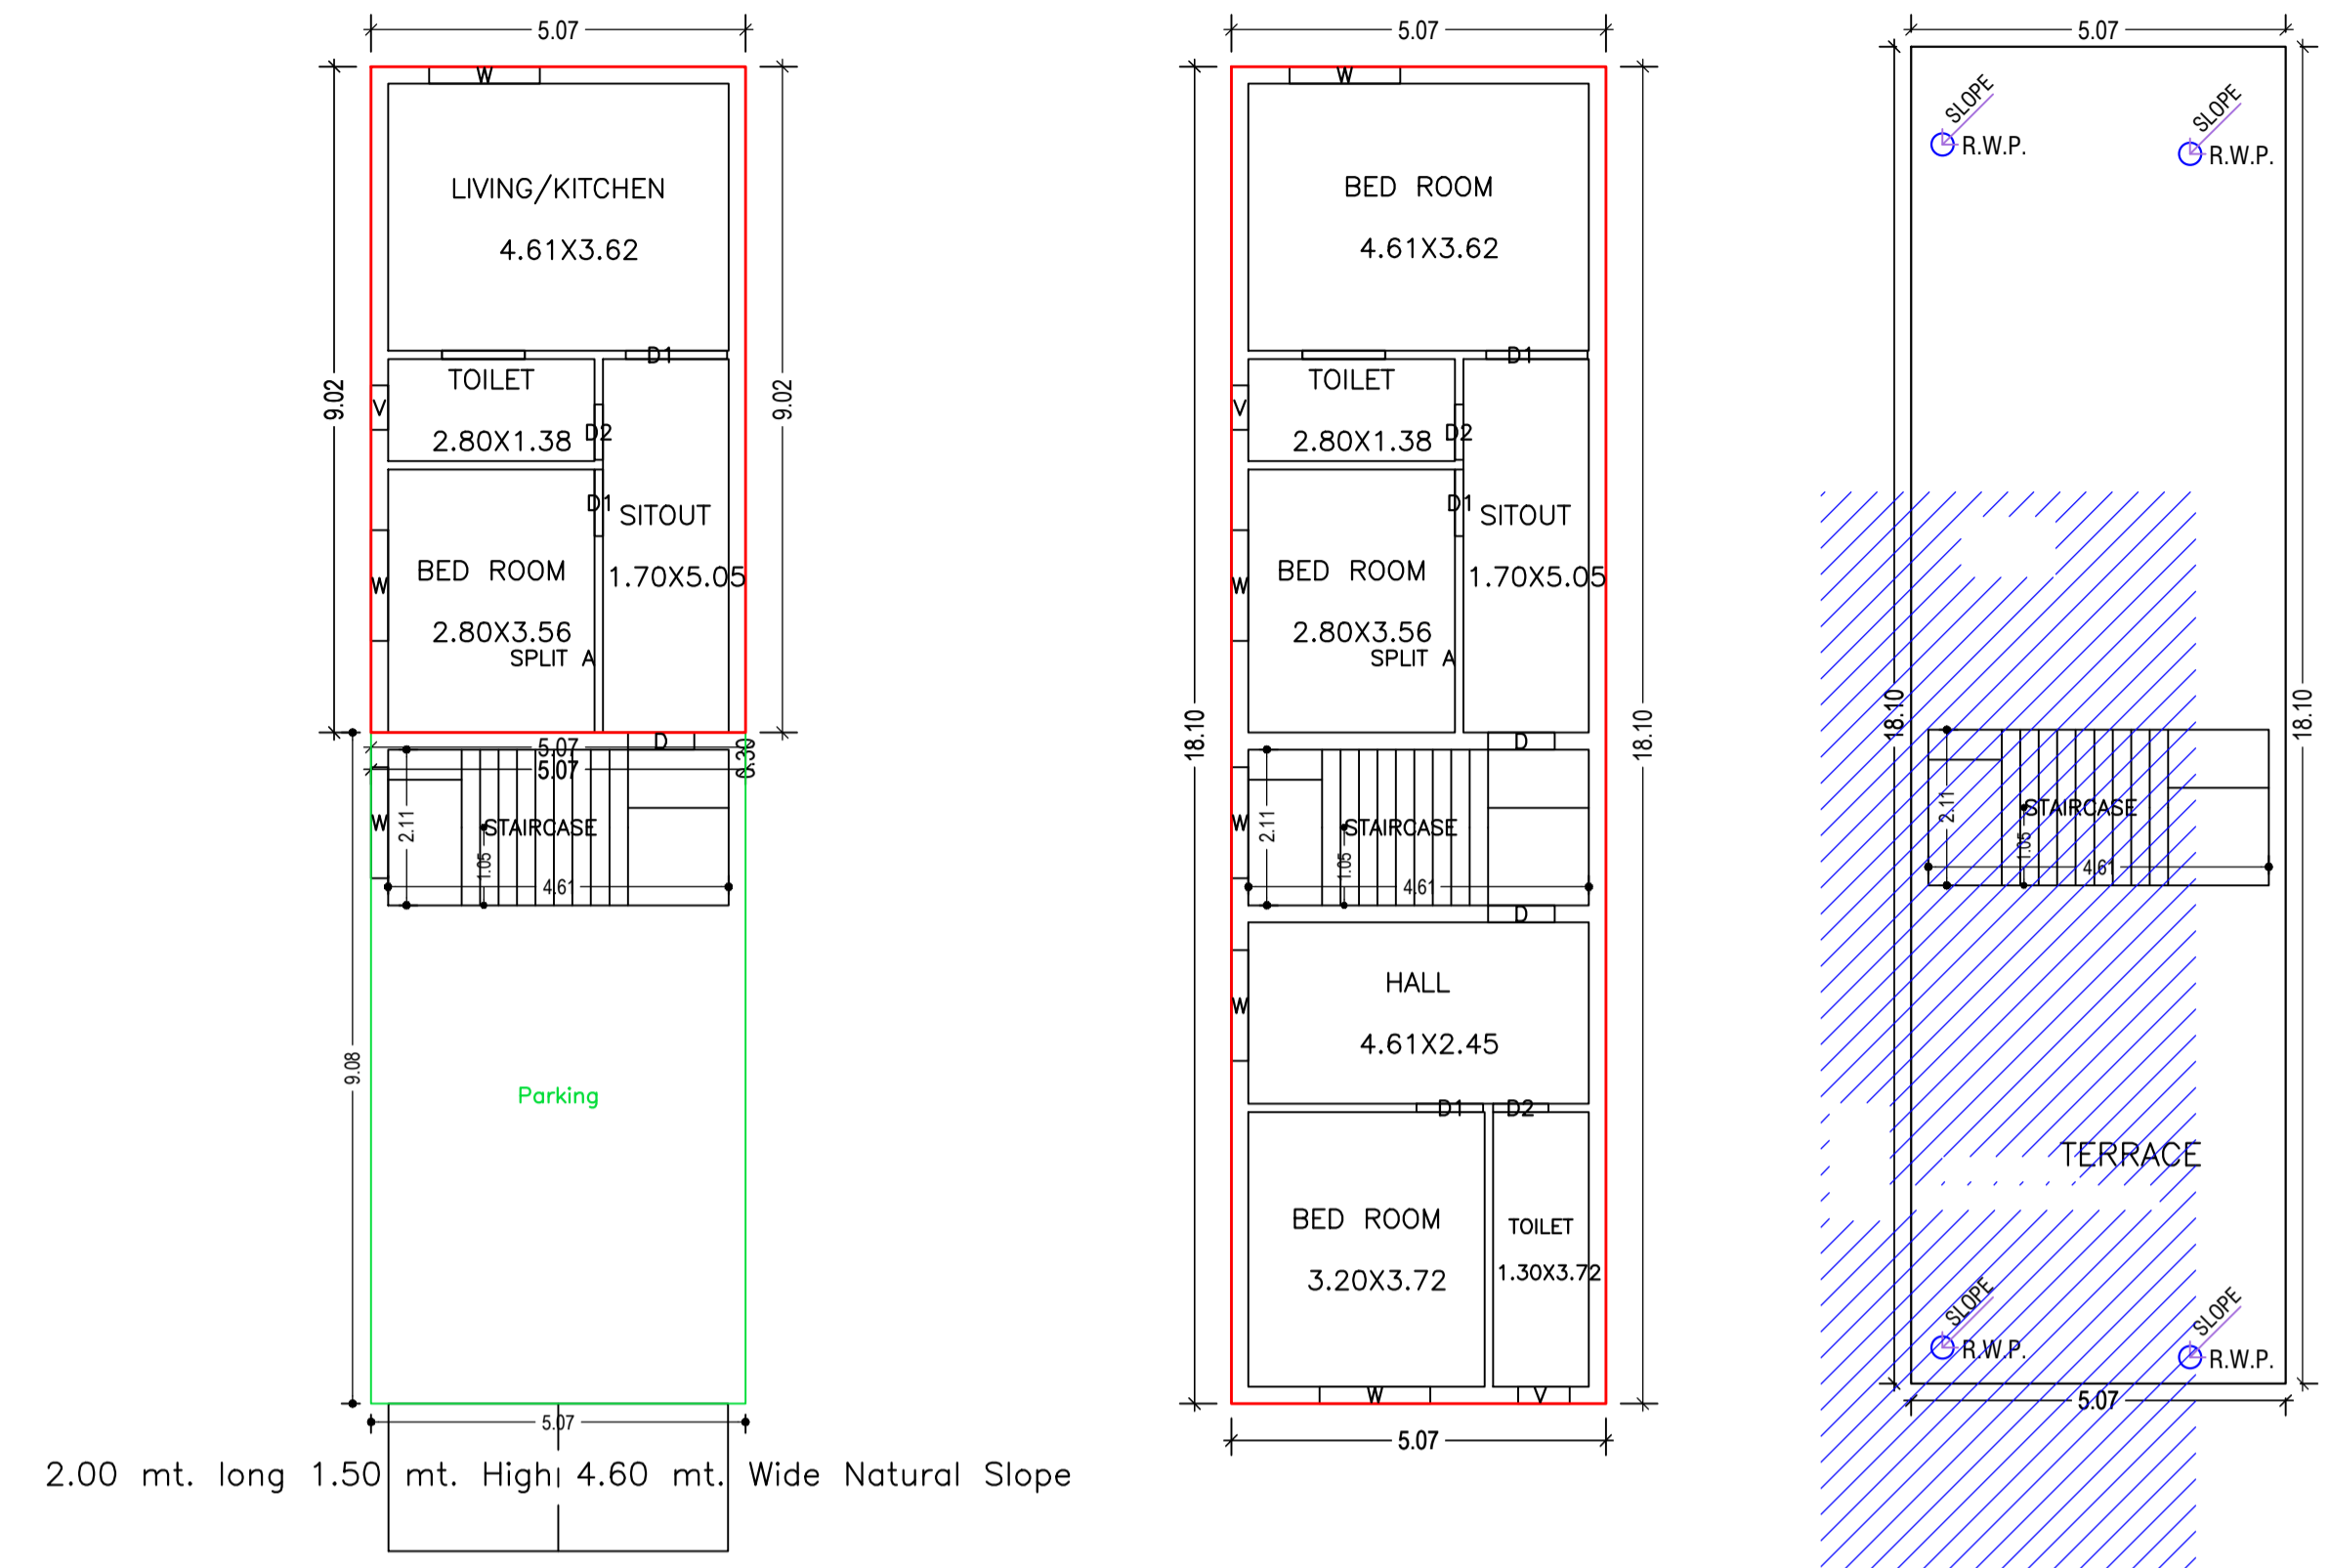 5.07
W
LIVING/KITCHEN
4.61X3.62
9.02
9.02
D1
TOILET
2.80X1.38
V
D2
D1
SITOUT
1.70X5.05
BED ROOM
2.80X3.56
SPLIT A
W
D
5.07
5.07
0.30
W
2.11
STAIRCASE
1.05
4.61
9.08
Parking
5.07
2.00 mt. long 1.50 mt. High 4.60 mt. Wide Natural Slope
5.07
W
BED ROOM
4.61X3.62
D1
TOILET
2.80X1.38
V
D2
D1
SITOUT
1.70X5.05
BED ROOM
2.80X3.56
SPLIT A
W
18.10
18.10
D
W
2.11
STAIRCASE
1.05
4.61
D
HALL
4.61X2.45
W
D1
D2
BED ROOM
3.20X3.72
TOILET
1.30X3.72
W
V
5.07
5.07
SLOPE
R.W.P.
SLOPE
R.W.P.
18.10
18.10
2.11
STAIRCASE
1.05
4.61
TERRACE
SLOPE
R.W.P.
SLOPE
R.W.P.
5.07